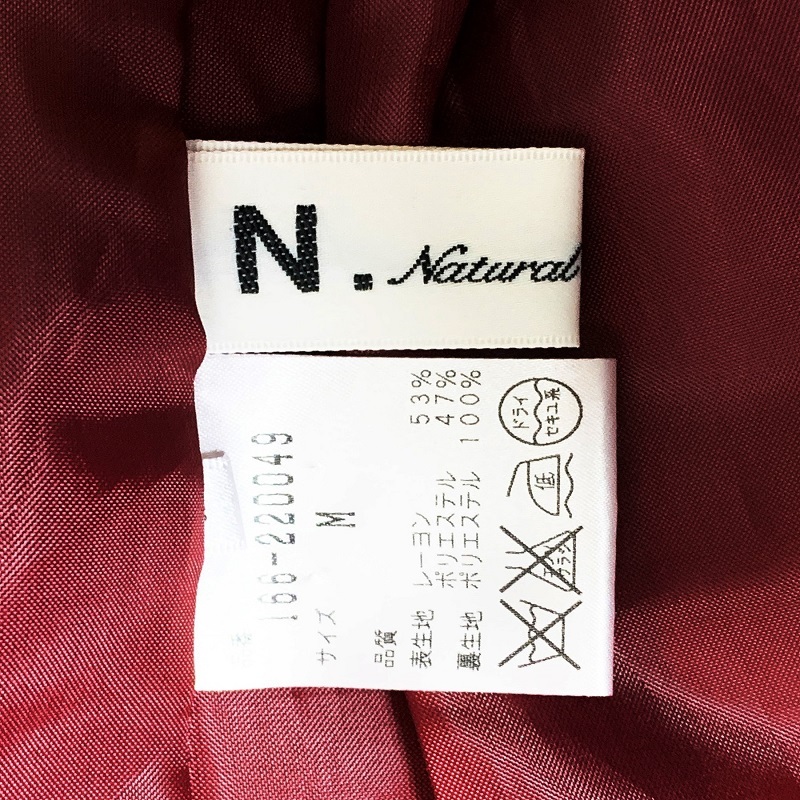 N. Natural
166-220049
サイズ M
品質
表生地 レーヨン 53%
ポリエステル 47%
裏生地 ポリエステル 100%
ドライ
セキユ系
低